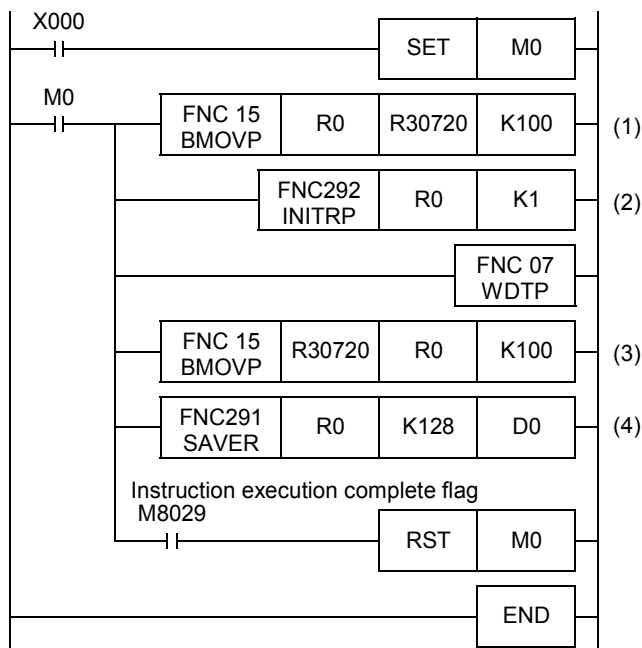 X000
SET M0
M0
FNC 15 BMOVP R0 R30720 K100 (1)
FNC292 INITRP R0 K1 (2)
FNC 07 WDTP
FNC 15 BMOVP R30720 R0 K100 (3)
FNC291 SAVER R0 K128 D0 (4)
Instruction execution complete flag
M8029
RST M0
END